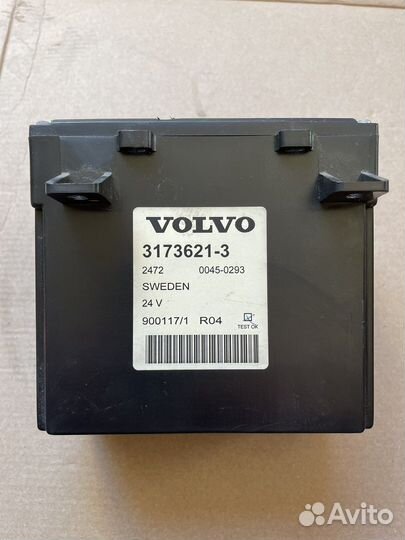 VOLVO
3173621-3
2472 0045-0293
SWEDEN
24 V
900117/1 R04
TEST OK
Avito